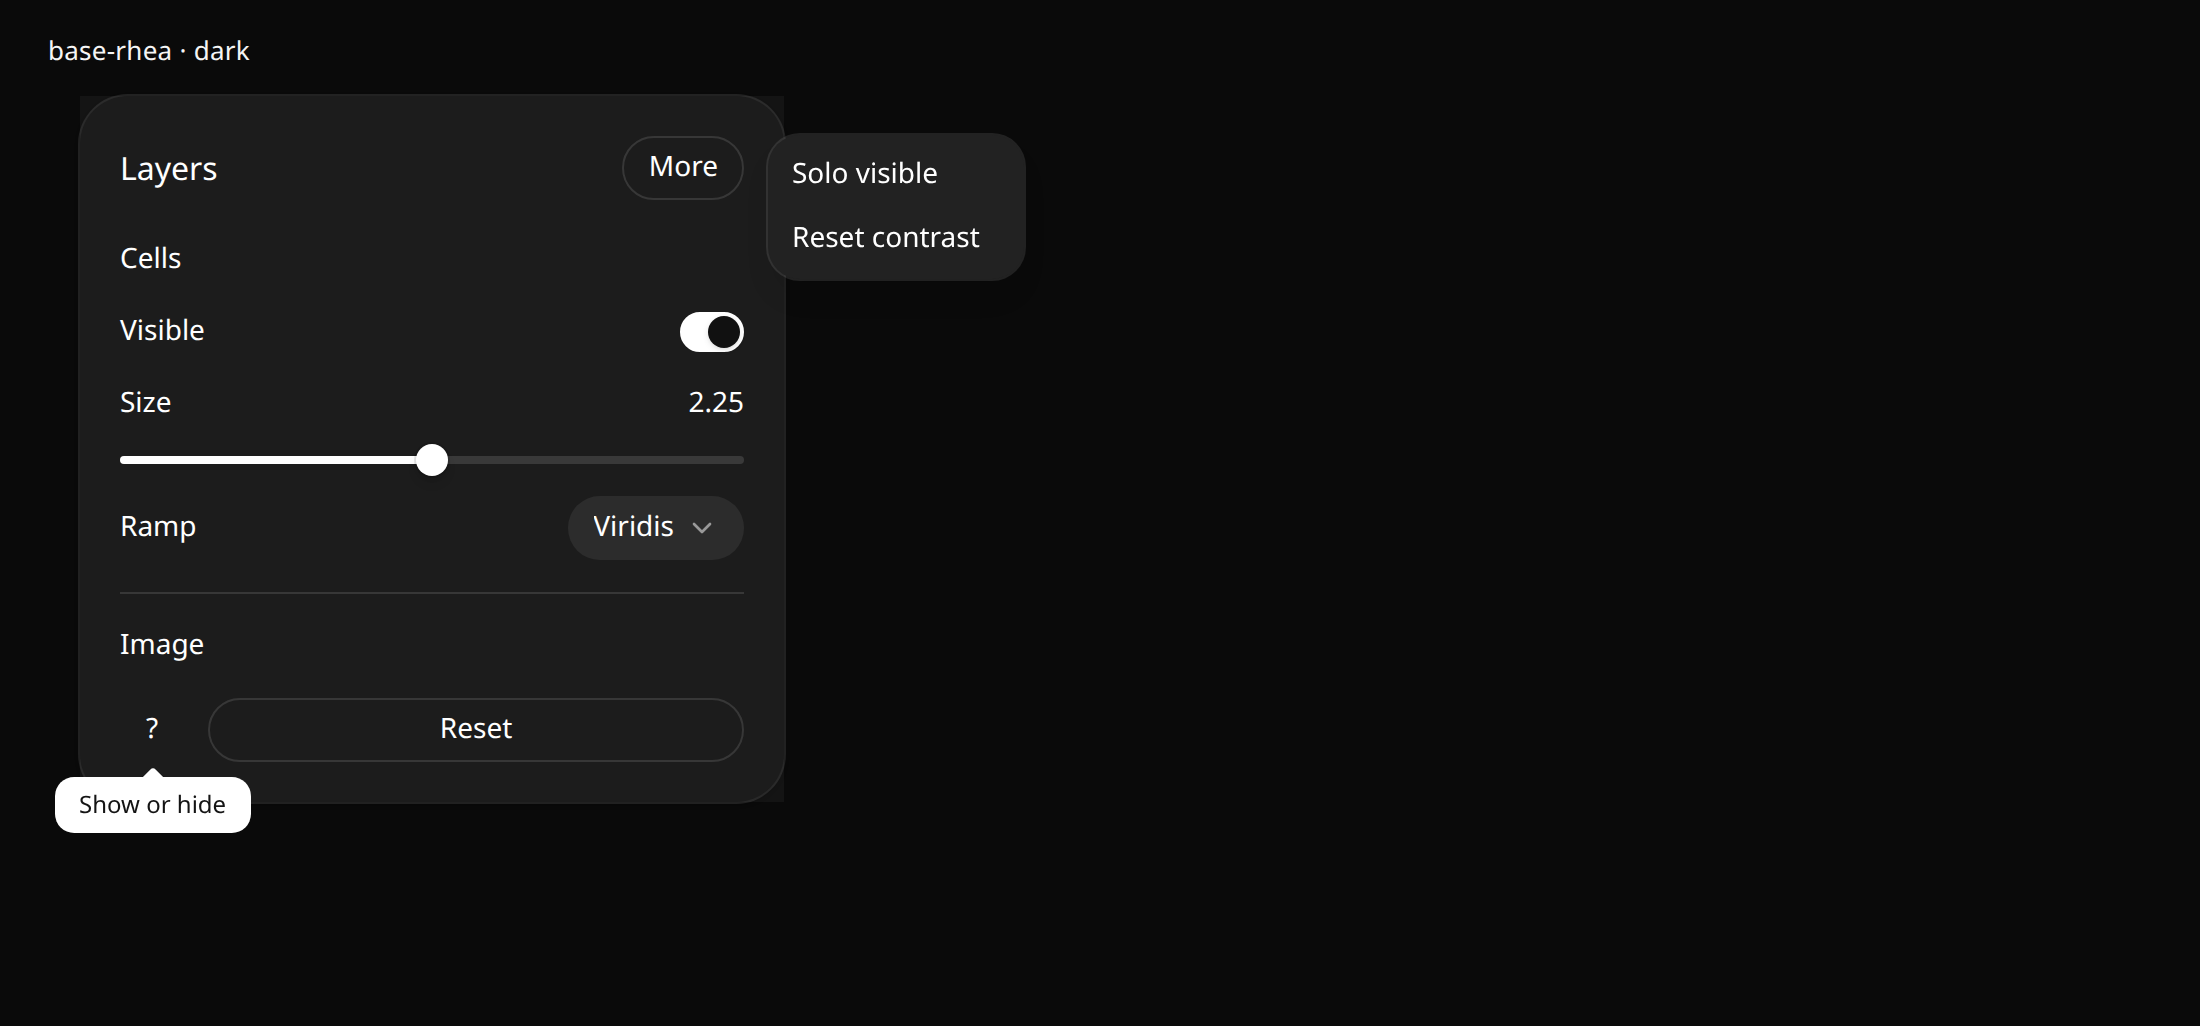 base-rhea · dark
Layers
More
Solo visible
Reset contrast
Cells
Visible
Size
2.25
Ramp
Viridis
Image
?
Reset
Show or hide